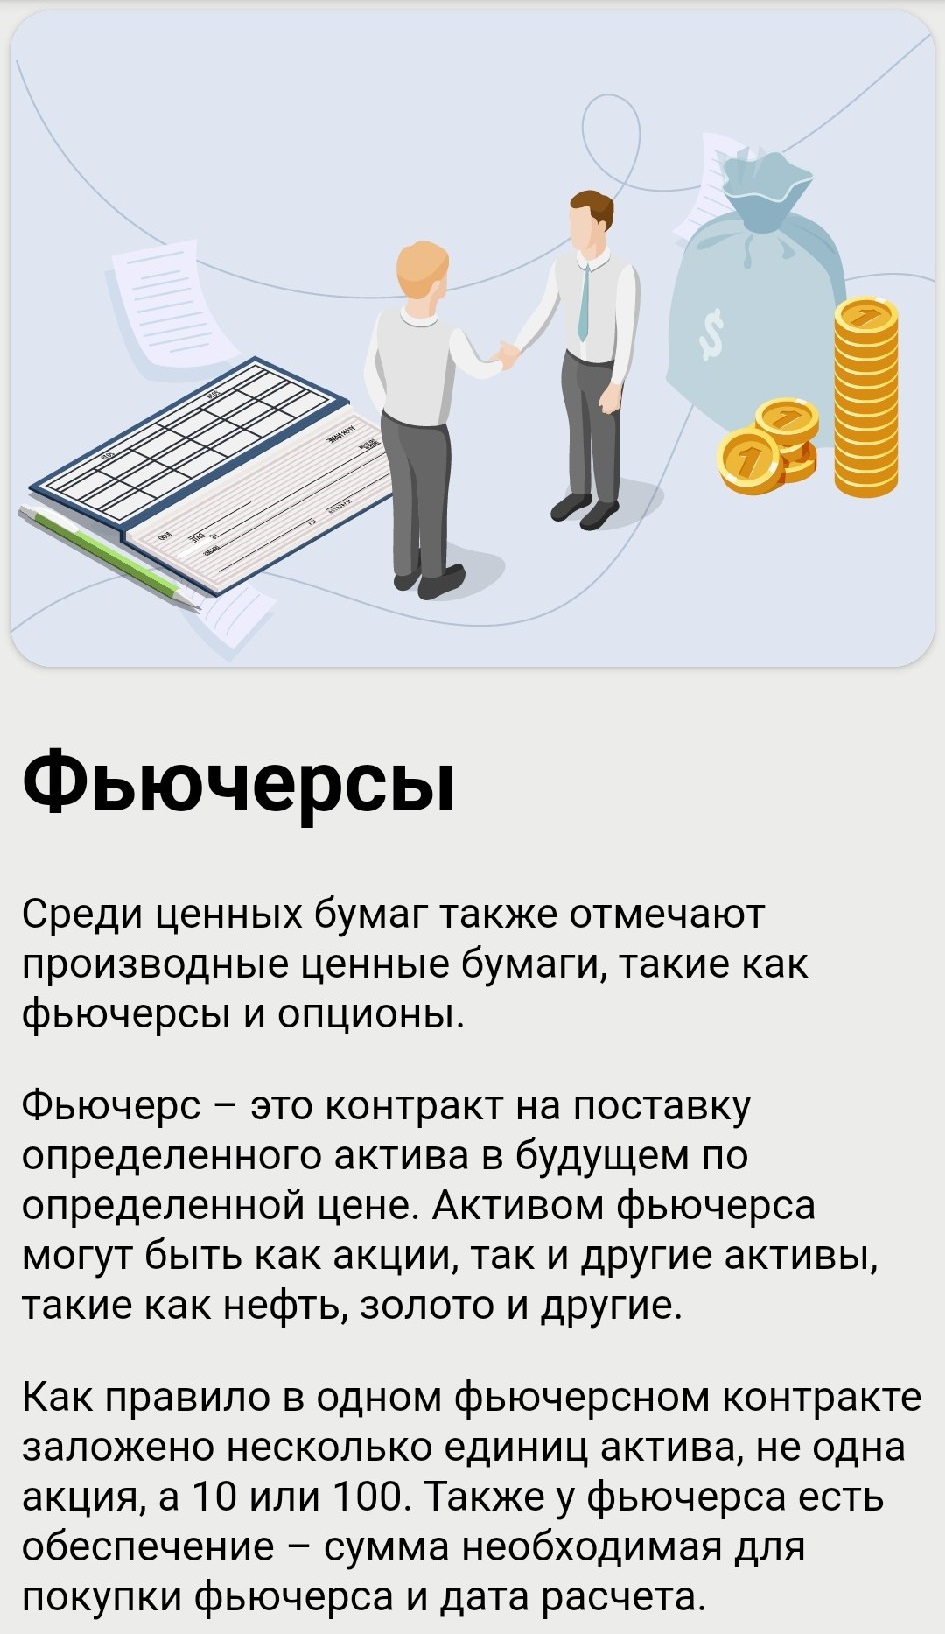 $
1
1
1
Фьючерсы
Среди ценных бумаг также отмечают
производные ценные бумаги, такие как
фьючерсы и опционы.
Фьючерс – это контракт на поставку
определенного актива в будущем по
определенной цене. Активом фьючерса
могут быть как акции, так и другие активы,
такие как нефть, золото и другие.
Как правило в одном фьючерсном контракте
заложено несколько единиц актива, не одна
акция, а 10 или 100. Также у фьючерса есть
обеспечение – сумма необходимая для
покупки фьючерса и дата расчета.